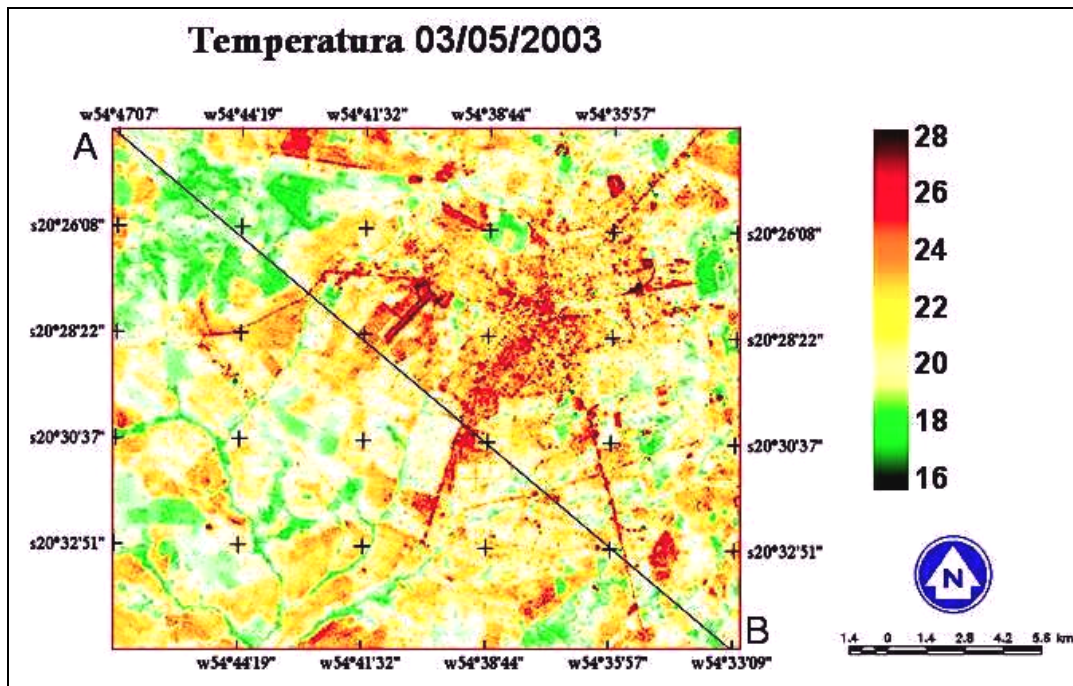 Temperatura 03/05/2003
w54°47'07" w54°44'19" w54°41'32" w54°38'44" w54°35'57"
A
28
26
24
22
20
18
16
s20°26'08" s20°26'08"
s20°28'22" s20°28'22"
s20°30'37" s20°30'37"
s20°32'51" s20°32'51"
B
w54°44'19" w54°41'32" w54°38'44" w54°35'57" w54°33'09"
N
1.4 0 1.4 2.8 4.2 5.6 km